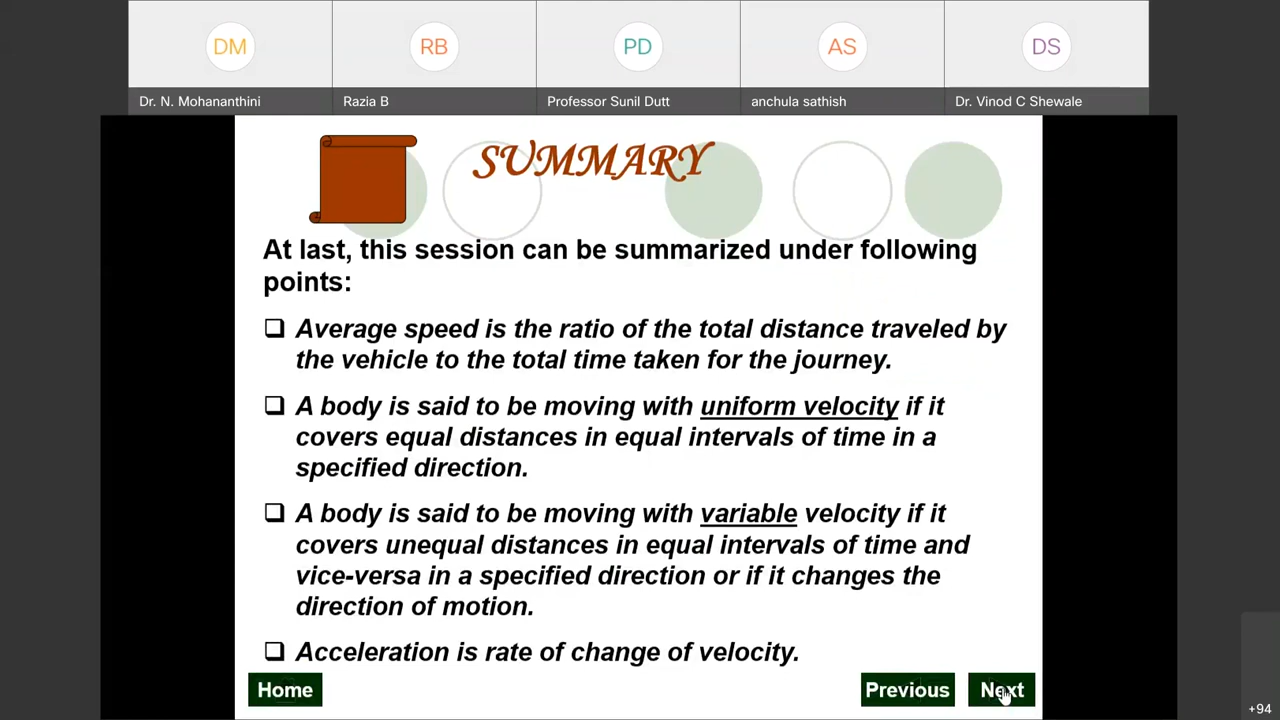 DM
RB
PD
AS
DS
Dr. N. Mohananthini
Razia B
Professor Sunil Dutt
anchula sathish
Dr. Vinod C Shewale
SUMMARY
At last, this session can be summarized under following
points:
Average speed is the ratio of the total distance traveled by
the vehicle to the total time taken for the journey.
A body is said to be moving with uniform velocity if it
covers equal distances in equal intervals of time in a
specified direction.
A body is said to be moving with variable velocity if it
covers unequal distances in equal intervals of time and
vice-versa in a specified direction or if it changes the
direction of motion.
Acceleration is rate of change of velocity.
Home
Previous
Next
+94